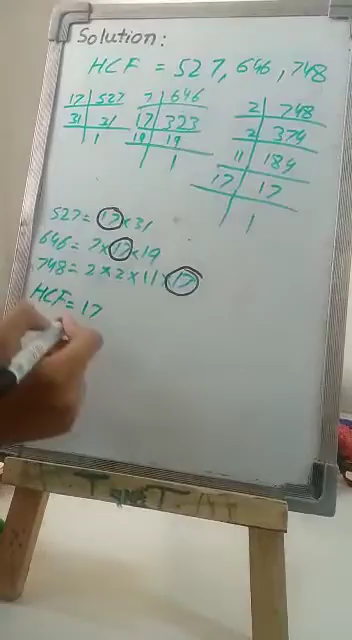 Solution:
HCF = 527, 646, 748
17 527
31 31
1
7 646
17 323
19 19
1
2 748
2 374
11 184
17 17
1
527 = 17 × 31
646 = 7 × 17 × 19
748 = 2 × 2 × 11 × 17
HCF = 17